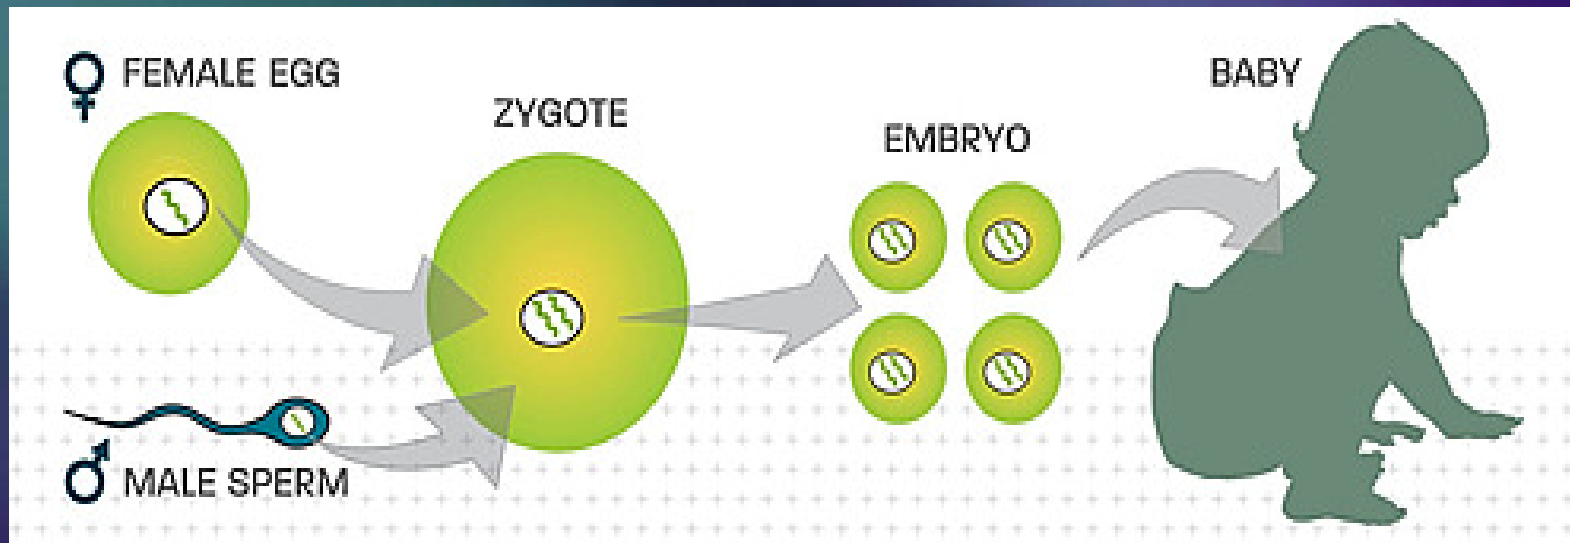 FEMALE EGG
ZYGOTE
EMBRYO
BABY
MALE SPERM